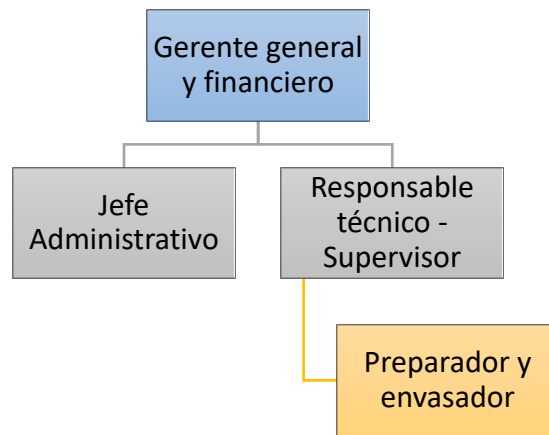 Gerente general
y financiero
Jefe
Administrativo
Responsable
técnico -
Supervisor
Preparador y
envasador